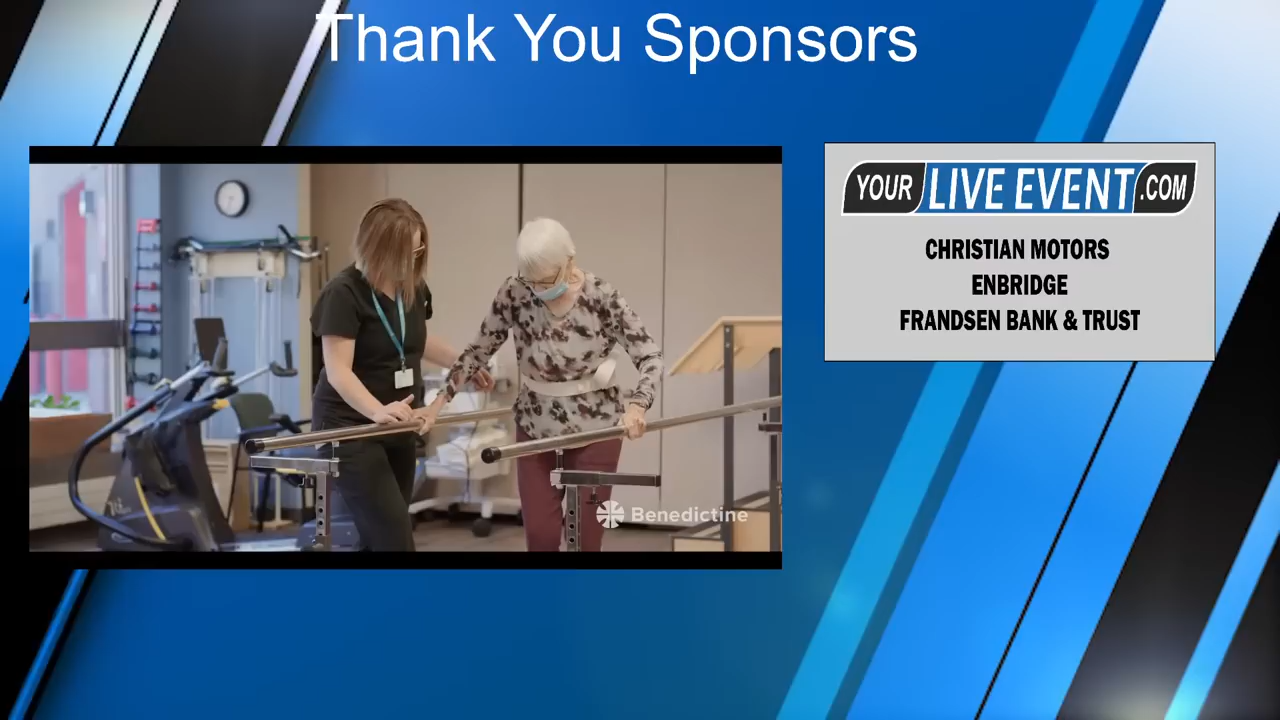 Thank You Sponsors
YOUR LIVE EVENT .COM
CHRISTIAN MOTORS
ENBRIDGE
FRANDSEN BANK & TRUST
Benedictine